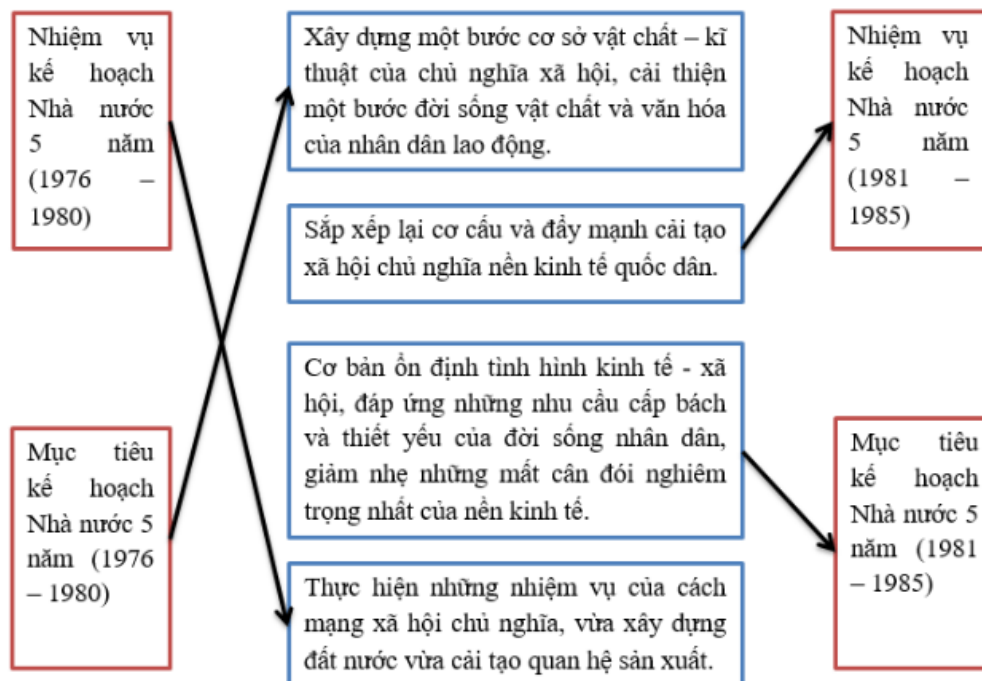 Nhiệm vụ
kế hoạch
Nhà nước
5 năm
(1976 –
1980)
Mục tiêu
kế hoạch
Nhà nước 5
năm (1976
– 1980)
Xây dựng một bước cơ sở vật chất – kĩ
thuật của chủ nghĩa xã hội, cải thiện
một bước đời sống vật chất và văn hóa
của nhân dân lao động.
Sắp xếp lại cơ cấu và đẩy mạnh cải tạo
xã hội chủ nghĩa nền kinh tế quốc dân.
Cơ bản ổn định tình hình kinh tế - xã
hội, đáp ứng những nhu cầu cấp bách
và thiết yếu của đời sống nhân dân,
giảm nhẹ những mất cân đói nghiêm
trọng nhất của nền kinh tế.
Thực hiện những nhiệm vụ của cách
mạng xã hội chủ nghĩa, vừa xây dựng
đất nước vừa cải tạo quan hệ sản xuất.
Nhiệm vụ
kế hoạch
Nhà nước
5 năm
(1981 –
1985)
Mục tiêu
kế hoạch
Nhà nước 5
năm (1981
– 1985)